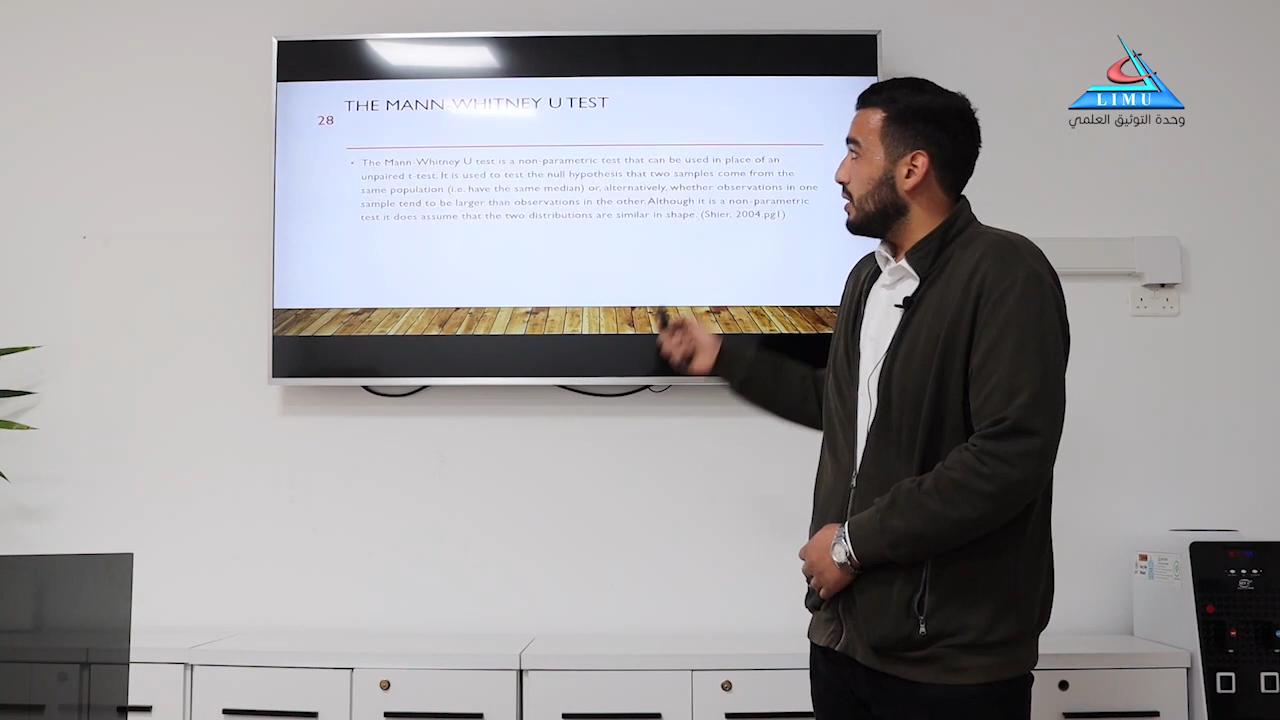 THE MANN-WHITNEY U TEST
28
• The Mann-Whitney U test is a non-parametric test that can be used in place of an
unpaired t-test. It is used to test the null hypothesis that two samples come from the
same population (i.e. have the same median) or, alternatively, whether observations in one
sample tend to be larger than observations in the other. Although it is a non-parametric
test it does assume that the two distributions are similar in shape. (Shier, 2004.pg1)
LIMU
وحدة التوثيق العلمي